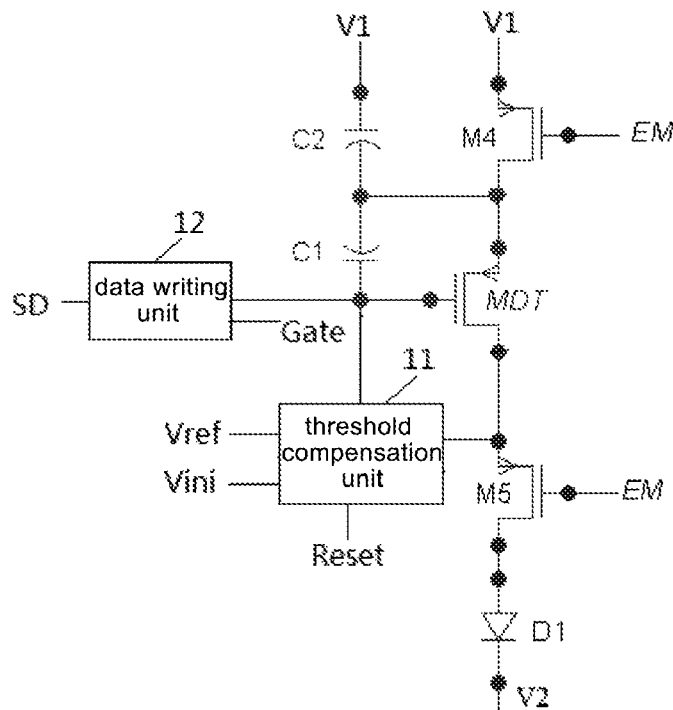 V1
V1
C2
M4
EM
12
C1
SD
data writing
unit
MDT
Gate
11
Vref
threshold
compensation
unit
Vini
M5
EM
Reset
D1
V2